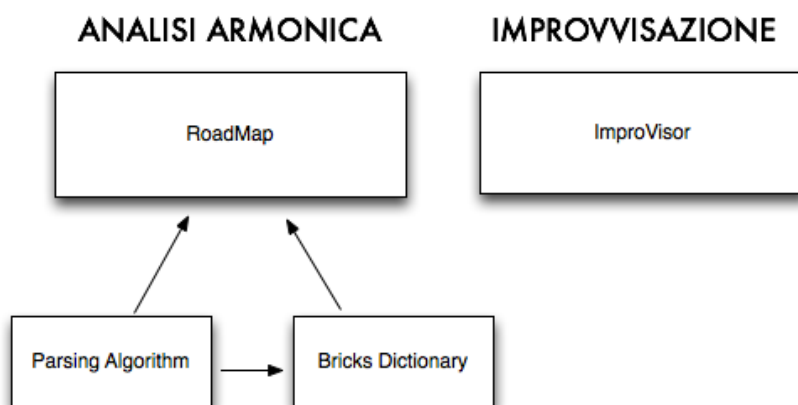 ANALISI ARMONICA
IMPROVVISAZIONE
RoadMap
ImproVisor
Parsing Algorithm
Bricks Dictionary